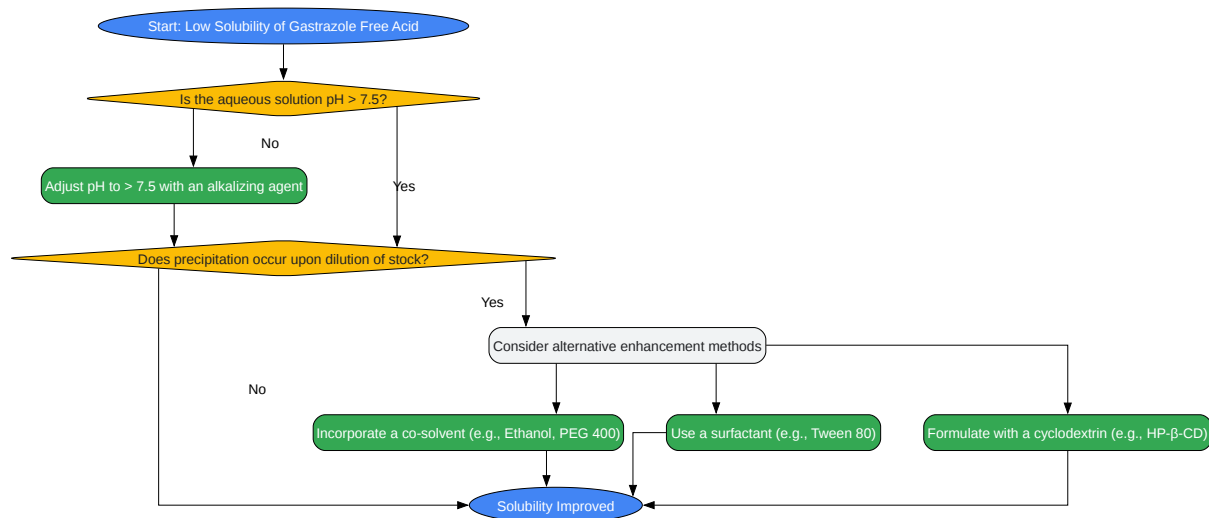 Start: Low Solubility of Gastrazole Free Acid
Is the aqueous solution pH > 7.5?
No
Adjust pH to > 7.5 with an alkalizing agent
Yes
Does precipitation occur upon dilution of stock?
Yes
Consider alternative enhancement methods
No
Incorporate a co-solvent (e.g., Ethanol, PEG 400)
Use a surfactant (e.g., Tween 80)
Formulate with a cyclodextrin (e.g., HP-β-CD)
Solubility Improved